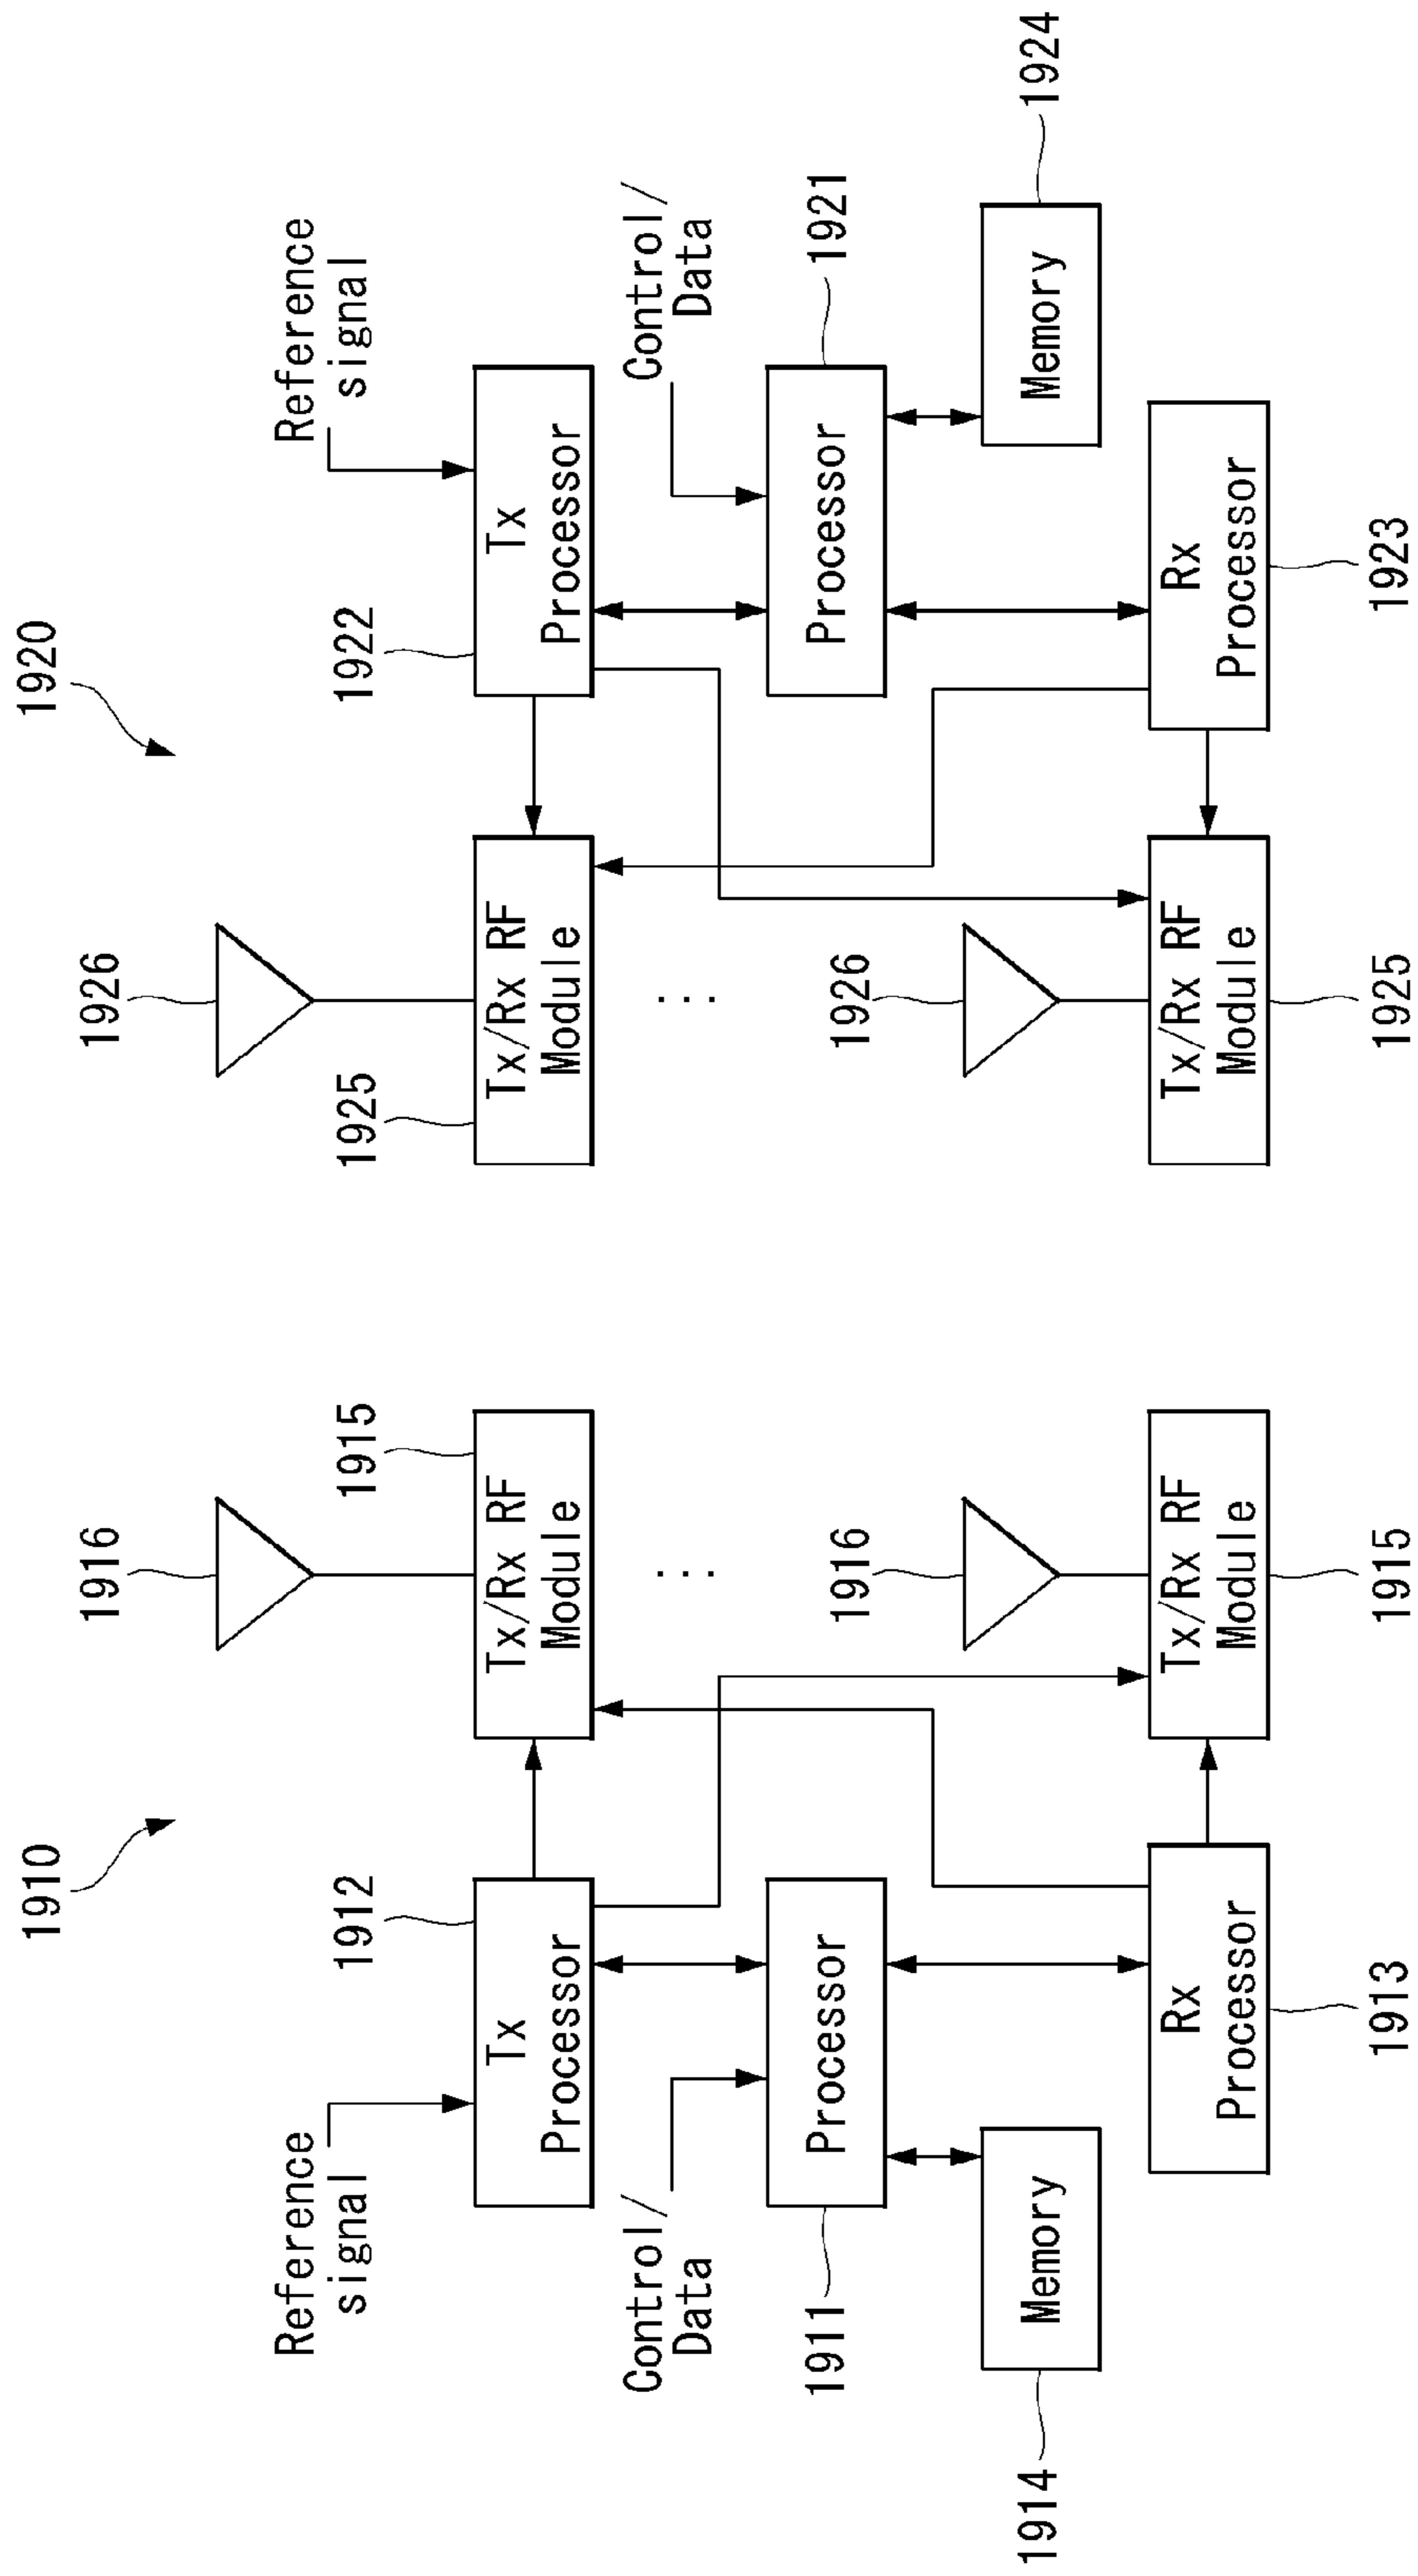 1910
1920
1916
1926
Reference
signal
1912
1915
1925
1922
Reference
signal
Tx
Processor
Tx/Rx RF
Module
Tx/Rx RF
Module
Tx
Processor
Control/
Data
...
...
Control/
Data
1911
Processor
1916
1926
Processor
1921
1914
Memory
Memory
1924
Rx
Processor
Tx/Rx RF
Module
Tx/Rx RF
Module
Rx
Processor
1913
1915
1925
1923